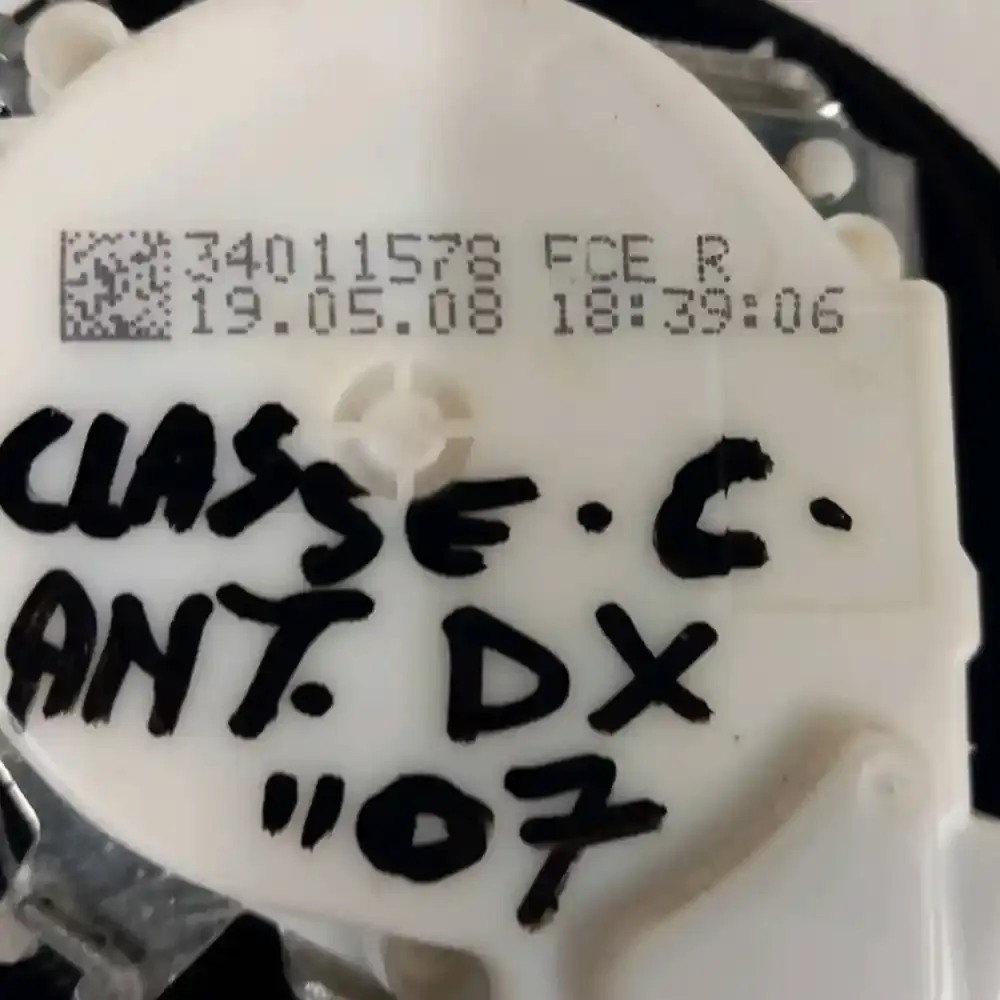 34011578 FCE R
19.05.08 18:39:06
CLASSE.C.
ANT. DX
"07